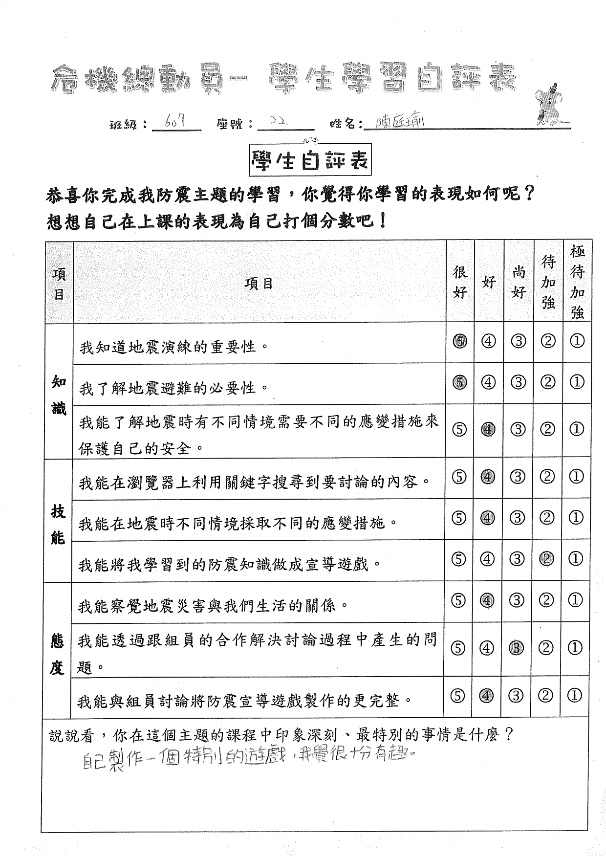 危機總動員-- 學生學習自評表
班級：607 座號：22 姓名：陳
學生自評表
恭喜你完成我防震主題的學習，你覺得你學習的表現如何呢？
想想自己在上課的表現為自己打個分數吧！
項目 項目 很好 好 尚好 待加強 極待加強
知識
我知道地震演練的重要性。 ⑤ ④ ③ ② ①
我了解地震避難的必要性。 ⑤ ④ ③ ② ①
我能了解地震時有不同情境需要不同的應變措施來
保護自己的安全。 ⑤ ④ ③ ② ①
技能
我能在瀏覽器上利用關鍵字搜尋到要討論的內容。 ⑤ ④ ③ ② ①
我能在地震時不同情境採取不同的應變措施。 ⑤ ④ ③ ② ①
我能將我學習到的防震知識做成宣導遊戲。 ⑤ ④ ③ ② ①
態度
我能察覺地震災害與我們生活的關係。 ⑤ ④ ③ ② ①
我能透過跟組員的合作解決討論過程中產生的問
題。 ⑤ ④ ③ ② ①
我能與組員討論將防震宣導遊戲製作的更完整。 ⑤ ④ ③ ② ①
說說看，你在這個主題的課程中印象深刻、最特別的事情是什麼？
自己製作一個特別的遊戲，我覺很十分有趣。